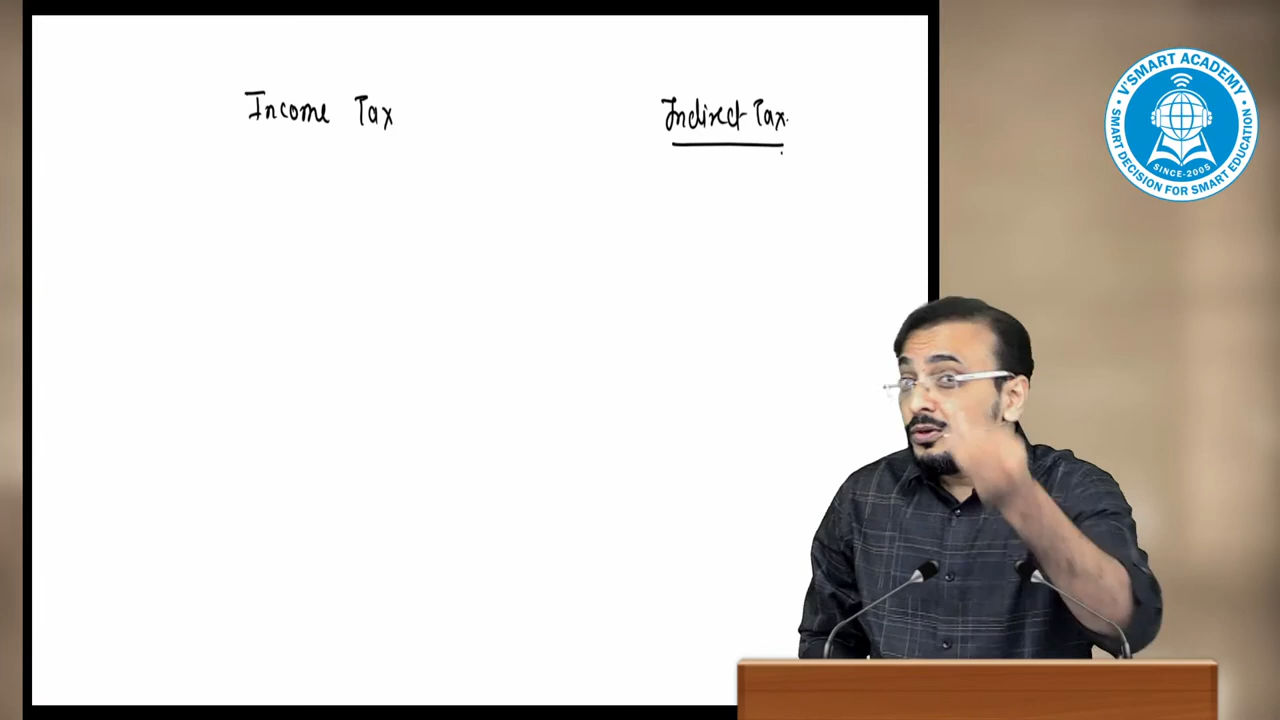 Income Tax
Indirect Tax.
V'SMART ACADEMY
SINCE-2005
SMART DECISION FOR SMART EDUCATION